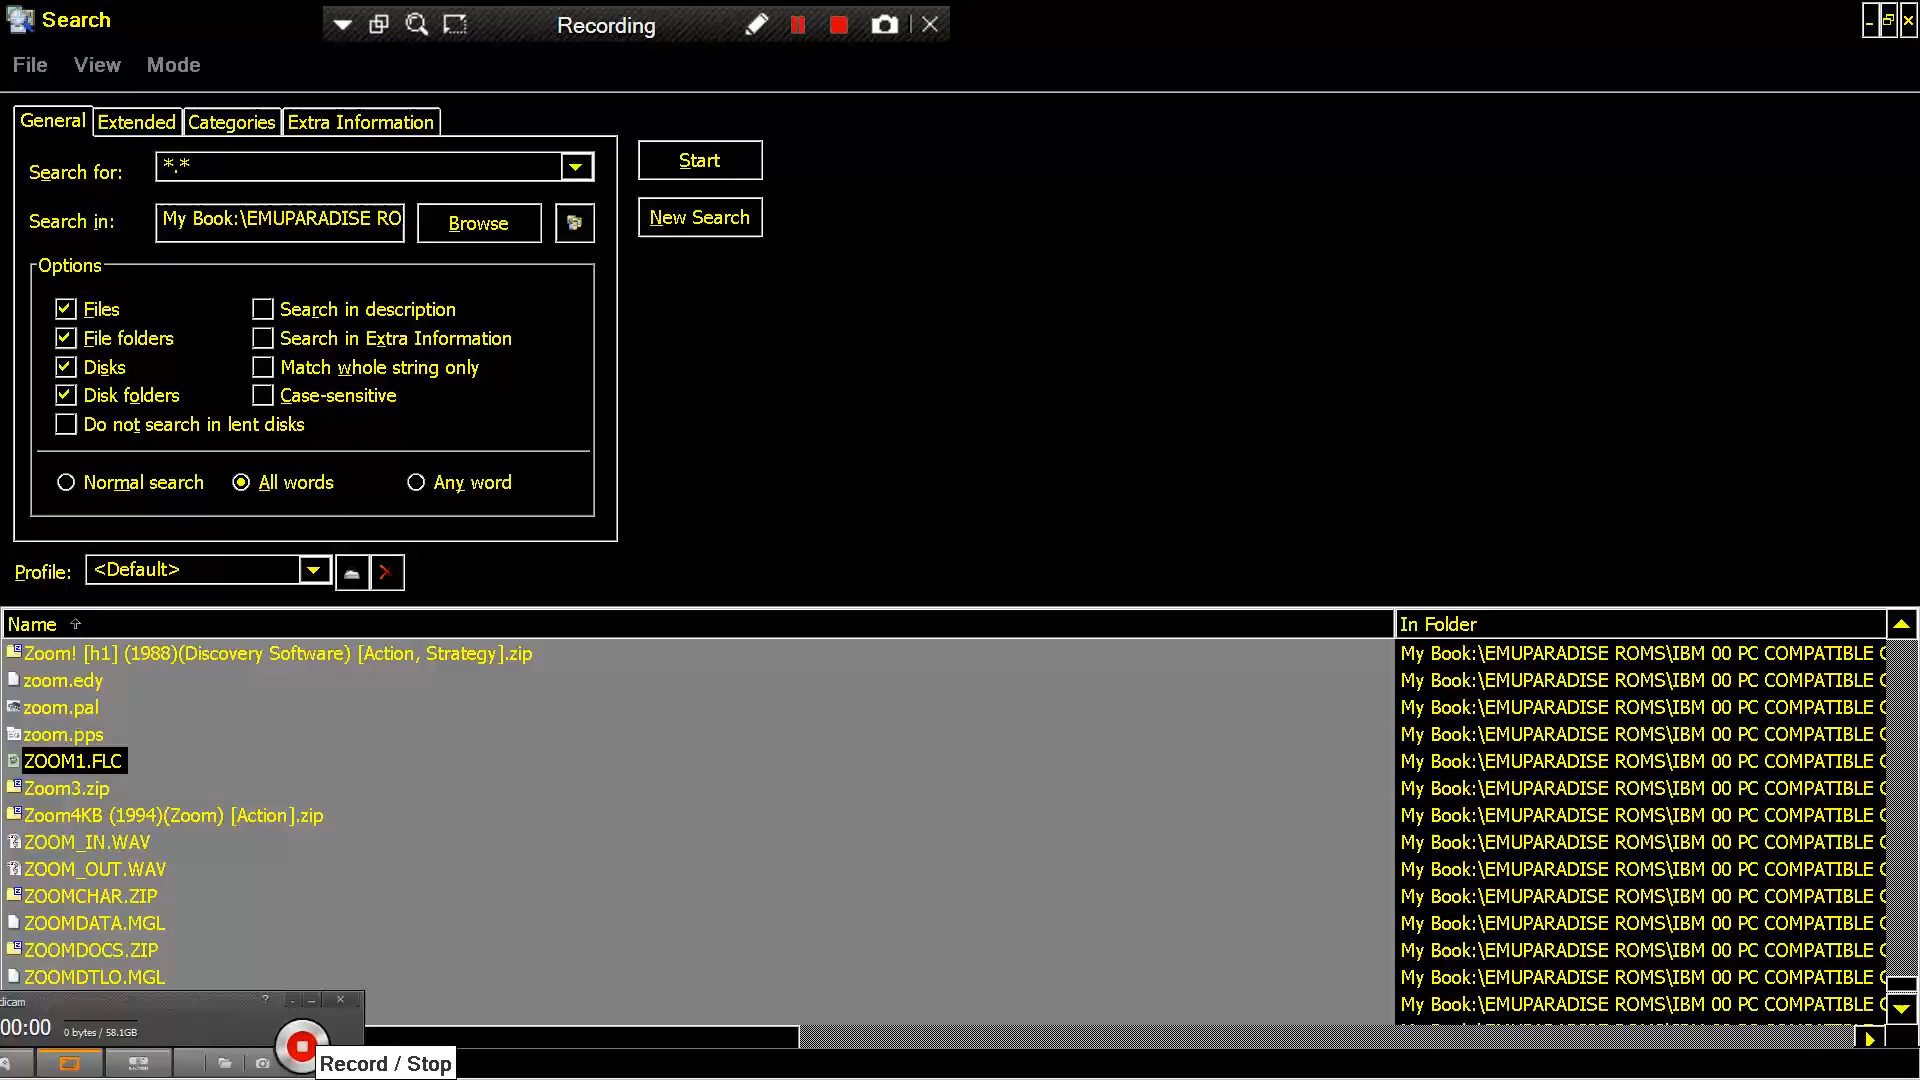 Search
Recording
File View Mode
General Extended Categories Extra Information
Search for: *.*
Start
Search in: My Book:\EMUPARADISE RO Browse
New Search
Options
Files Search in description
File folders Search in Extra Information
Disks Match whole string only
Disk folders Case-sensitive
Do not search in lent disks
Normal search All words Any word
Profile: <Default>
Name In Folder
Zoom! [h1] (1988)(Discovery Software) [Action, Strategy].zip My Book:\EMUPARADISE ROMS\IBM 00 PC COMPATIBLE
zoom.edy My Book:\EMUPARADISE ROMS\IBM 00 PC COMPATIBLE
zoom.pal My Book:\EMUPARADISE ROMS\IBM 00 PC COMPATIBLE
zoom.pps My Book:\EMUPARADISE ROMS\IBM 00 PC COMPATIBLE
ZOOM1.FLC My Book:\EMUPARADISE ROMS\IBM 00 PC COMPATIBLE
Zoom3.zip My Book:\EMUPARADISE ROMS\IBM 00 PC COMPATIBLE
Zoom4KB (1994)(Zoom) [Action].zip My Book:\EMUPARADISE ROMS\IBM 00 PC COMPATIBLE
ZOOM_IN.WAV My Book:\EMUPARADISE ROMS\IBM 00 PC COMPATIBLE
ZOOM_OUT.WAV My Book:\EMUPARADISE ROMS\IBM 00 PC COMPATIBLE
ZOOMCHAR.ZIP My Book:\EMUPARADISE ROMS\IBM 00 PC COMPATIBLE
ZOOMDATA.MGL My Book:\EMUPARADISE ROMS\IBM 00 PC COMPATIBLE
ZOOMDOCS.ZIP My Book:\EMUPARADISE ROMS\IBM 00 PC COMPATIBLE
ZOOMDTLO.MGL My Book:\EMUPARADISE ROMS\IBM 00 PC COMPATIBLE
My Book:\EMUPARADISE ROMS\IBM 00 PC COMPATIBLE
dicam
00:00 0 bytes / 58.1GB
Record / Stop